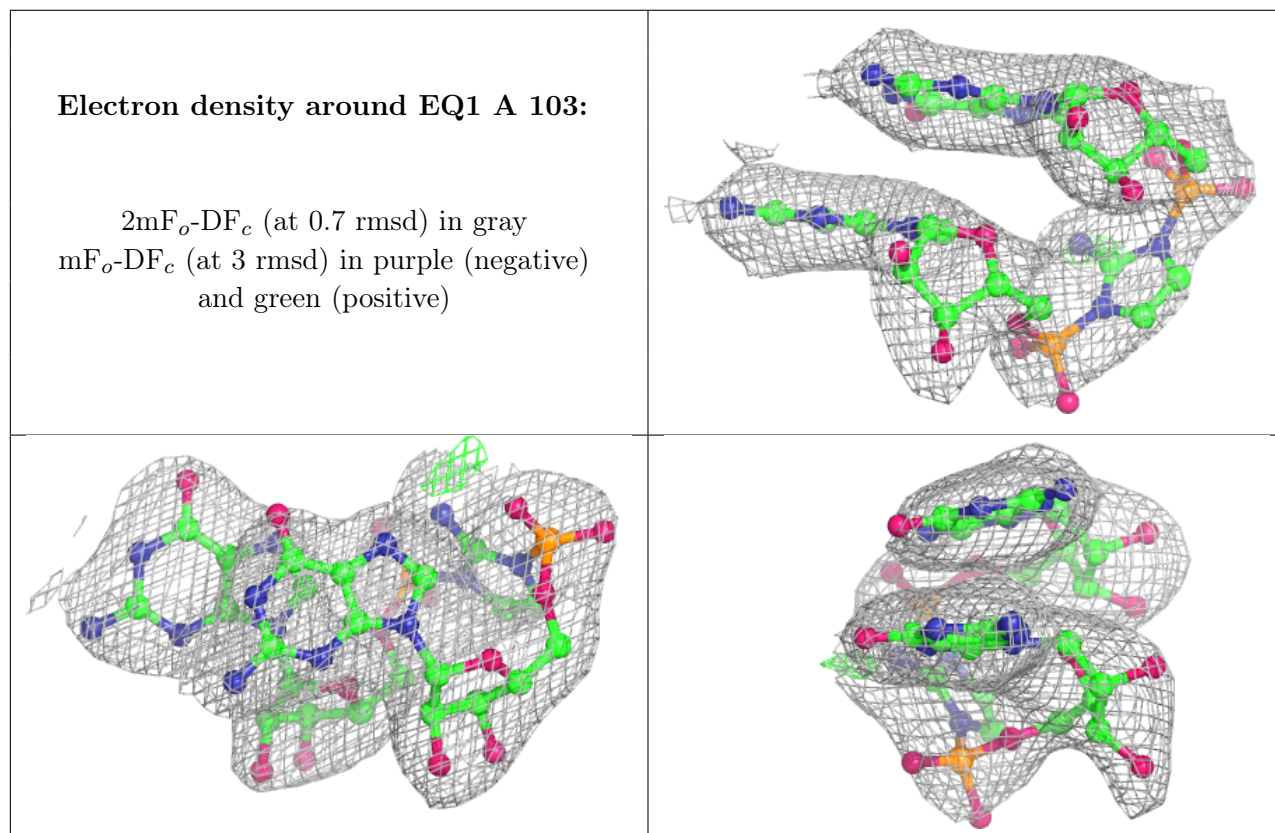 Electron density around EQ1 A 103:
2mFo-DFc (at 0.7 rmsd) in gray
mFo-DFc (at 3 rmsd) in purple (negative)
and green (positive)